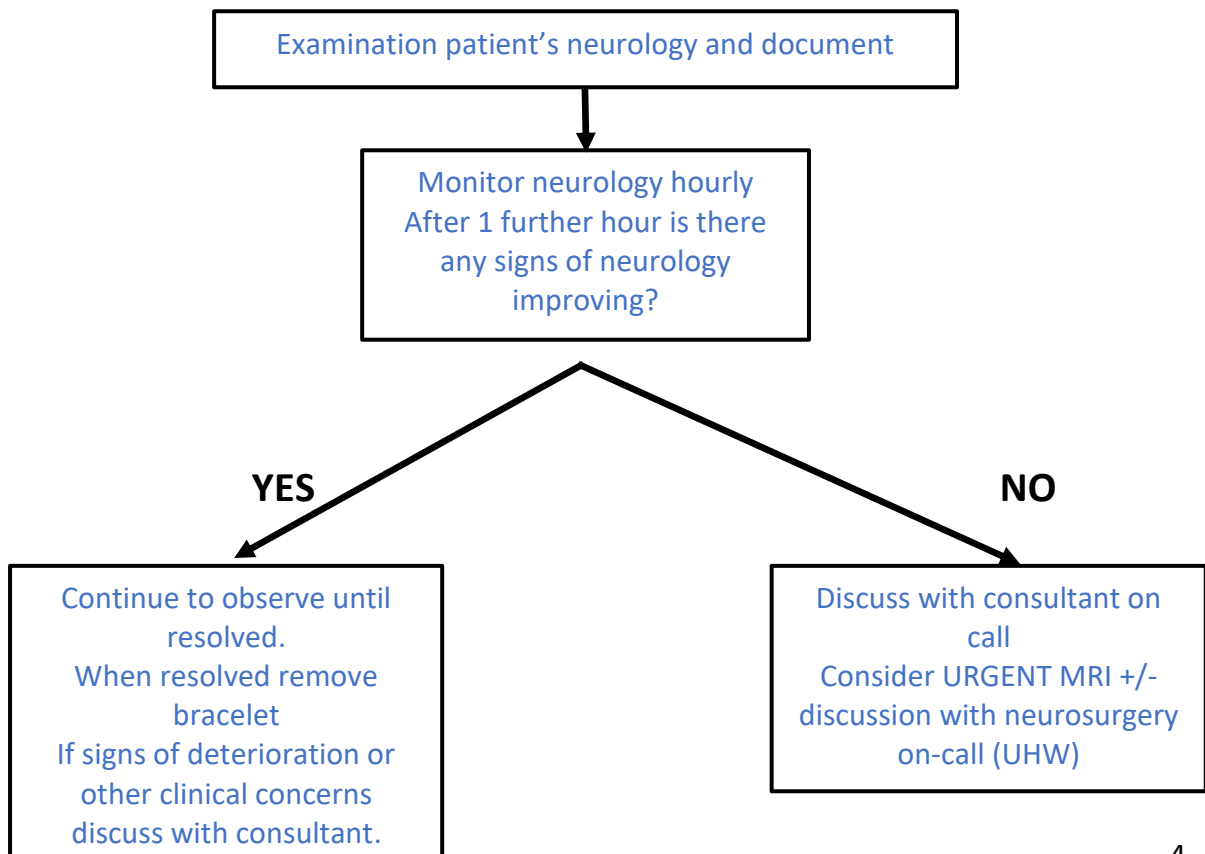 Examination patient’s neurology and document
Monitor neurology hourly
After 1 further hour is there
any signs of neurology
improving?
YES
NO
Continue to observe until
resolved.
When resolved remove
bracelet
If signs of deterioration or
other clinical concerns
discuss with consultant.
Discuss with consultant on
call
Consider URGENT MRI +/-
discussion with neurosurgery
on-call (UHW)
4